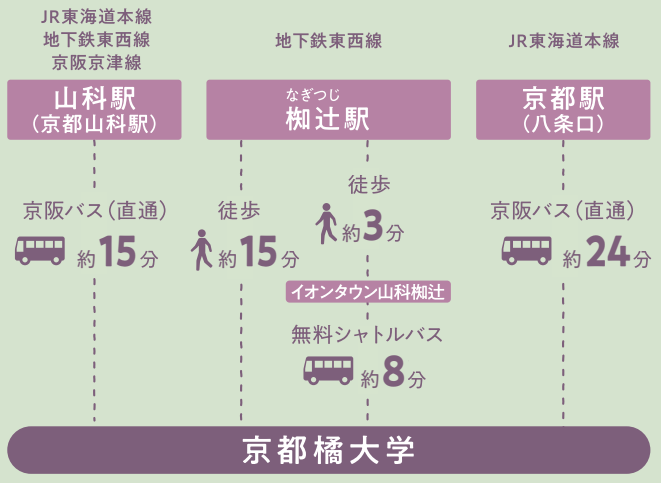 JR東海道本線
地下鉄東西線
京阪京津線
山科駅
(京都山科駅)
京阪バス(直通)
約15分
地下鉄東西線
なぎつじ
椥辻駅
徒歩
約15分
徒歩
約3分
イオンタウン山科椥辻
無料シャトルバス
約8分
JR東海道本線
京都駅
(八条口)
京阪バス(直通)
約24分
京都橘大学